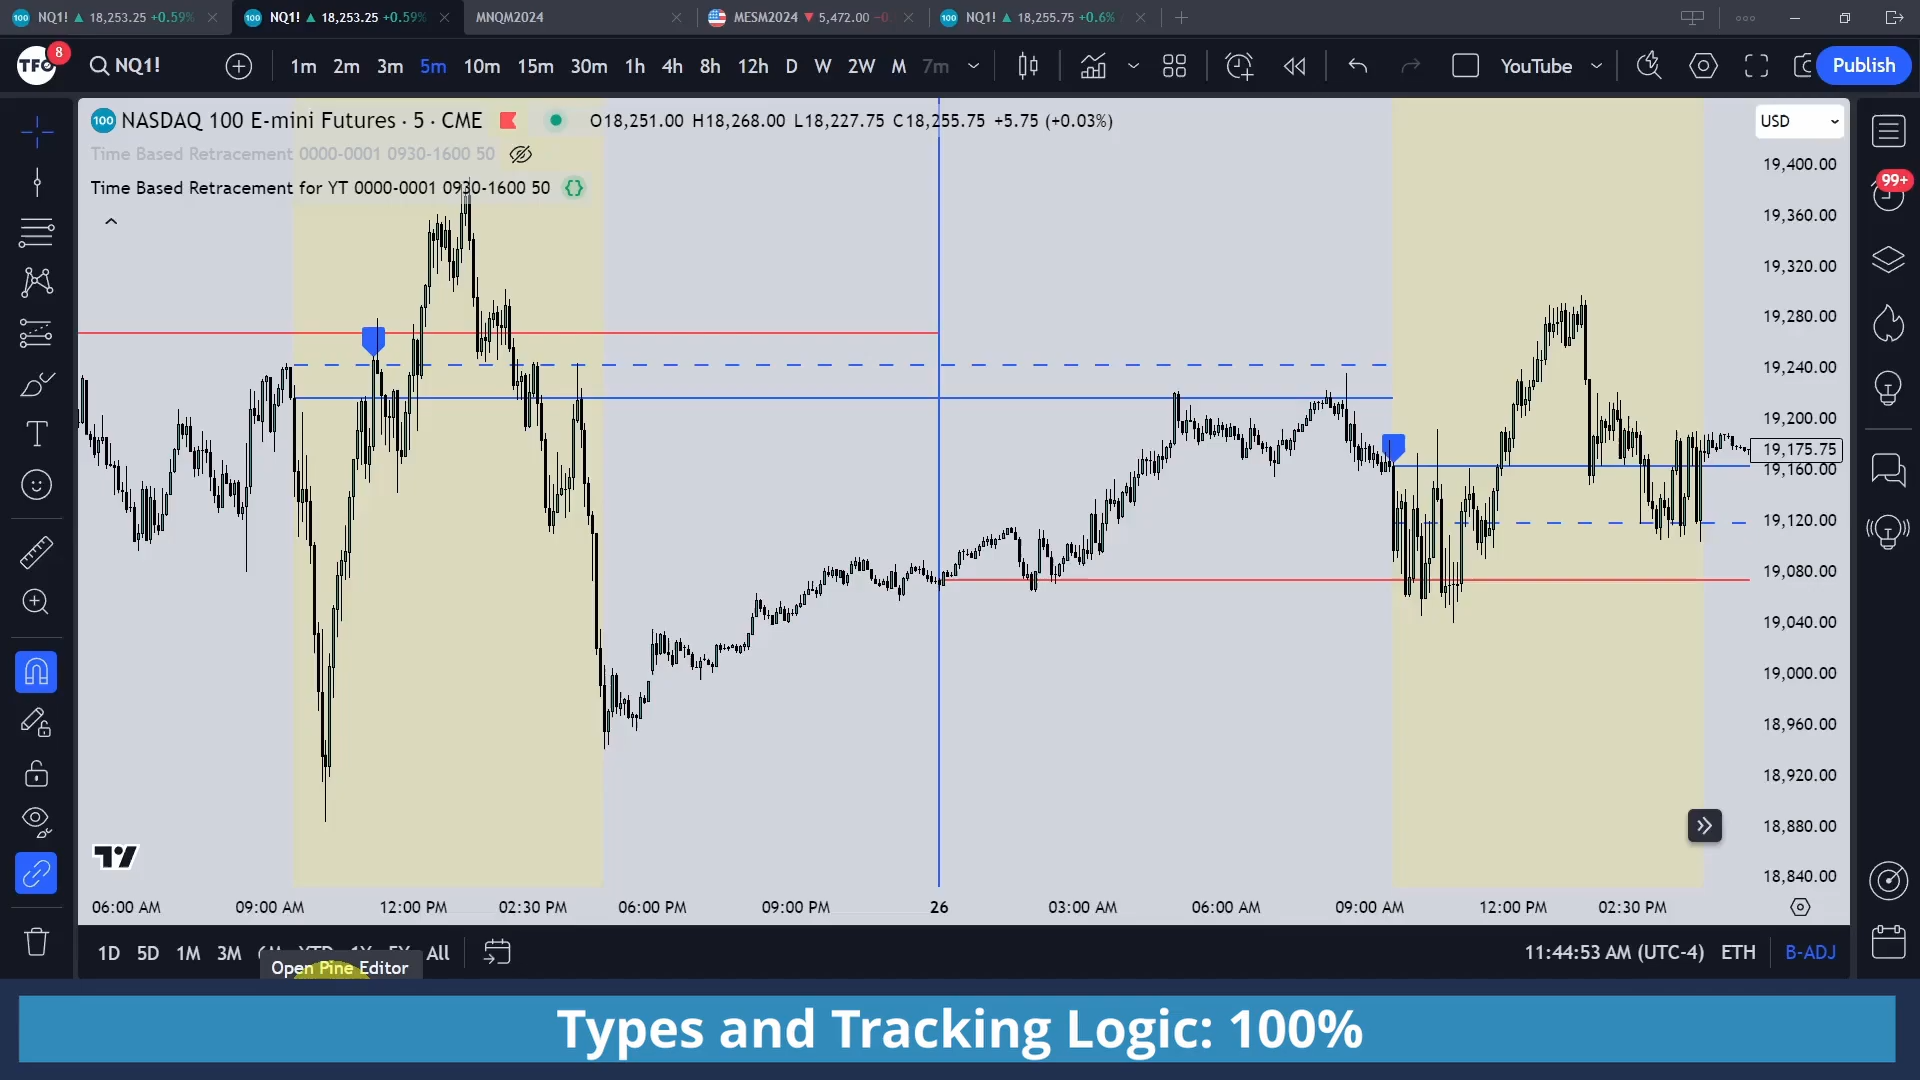 NQ1! ▲ 18,253.25 +0.59%
NQ1! ▲ 18,253.25 +0.59%
MNQM2024
MESM2024 ▼ 5,472.00 −0
NQ1! ▲ 18,255.75 +0.6%
TFO
8
NQ1!
1m 2m 3m 5m 10m 15m 30m 1h 4h 8h 12h D W 2W M 7m
YouTube
Publish
100 NASDAQ 100 E-mini Futures · 5 · CME
O18,251.00 H18,268.00 L18,227.75 C18,255.75 +5.75 (+0.03%)
USD
Time Based Retracement 0000-0001 0930-1600 50
Time Based Retracement for YT 0000-0001 0930-1600 50
99+
19,400.00
19,360.00
19,320.00
19,280.00
19,240.00
19,200.00
19,175.75
19,160.00
19,120.00
19,080.00
19,040.00
19,000.00
18,960.00
18,920.00
18,880.00
18,840.00
06:00 AM 09:00 AM 12:00 PM 02:30 PM 06:00 PM 09:00 PM 26 03:00 AM 06:00 AM 09:00 AM 12:00 PM 02:30 PM
1D 5D 1M 3M All
11:44:53 AM (UTC-4) ETH B-ADJ
Open Pine Editor
Types and Tracking Logic: 100%